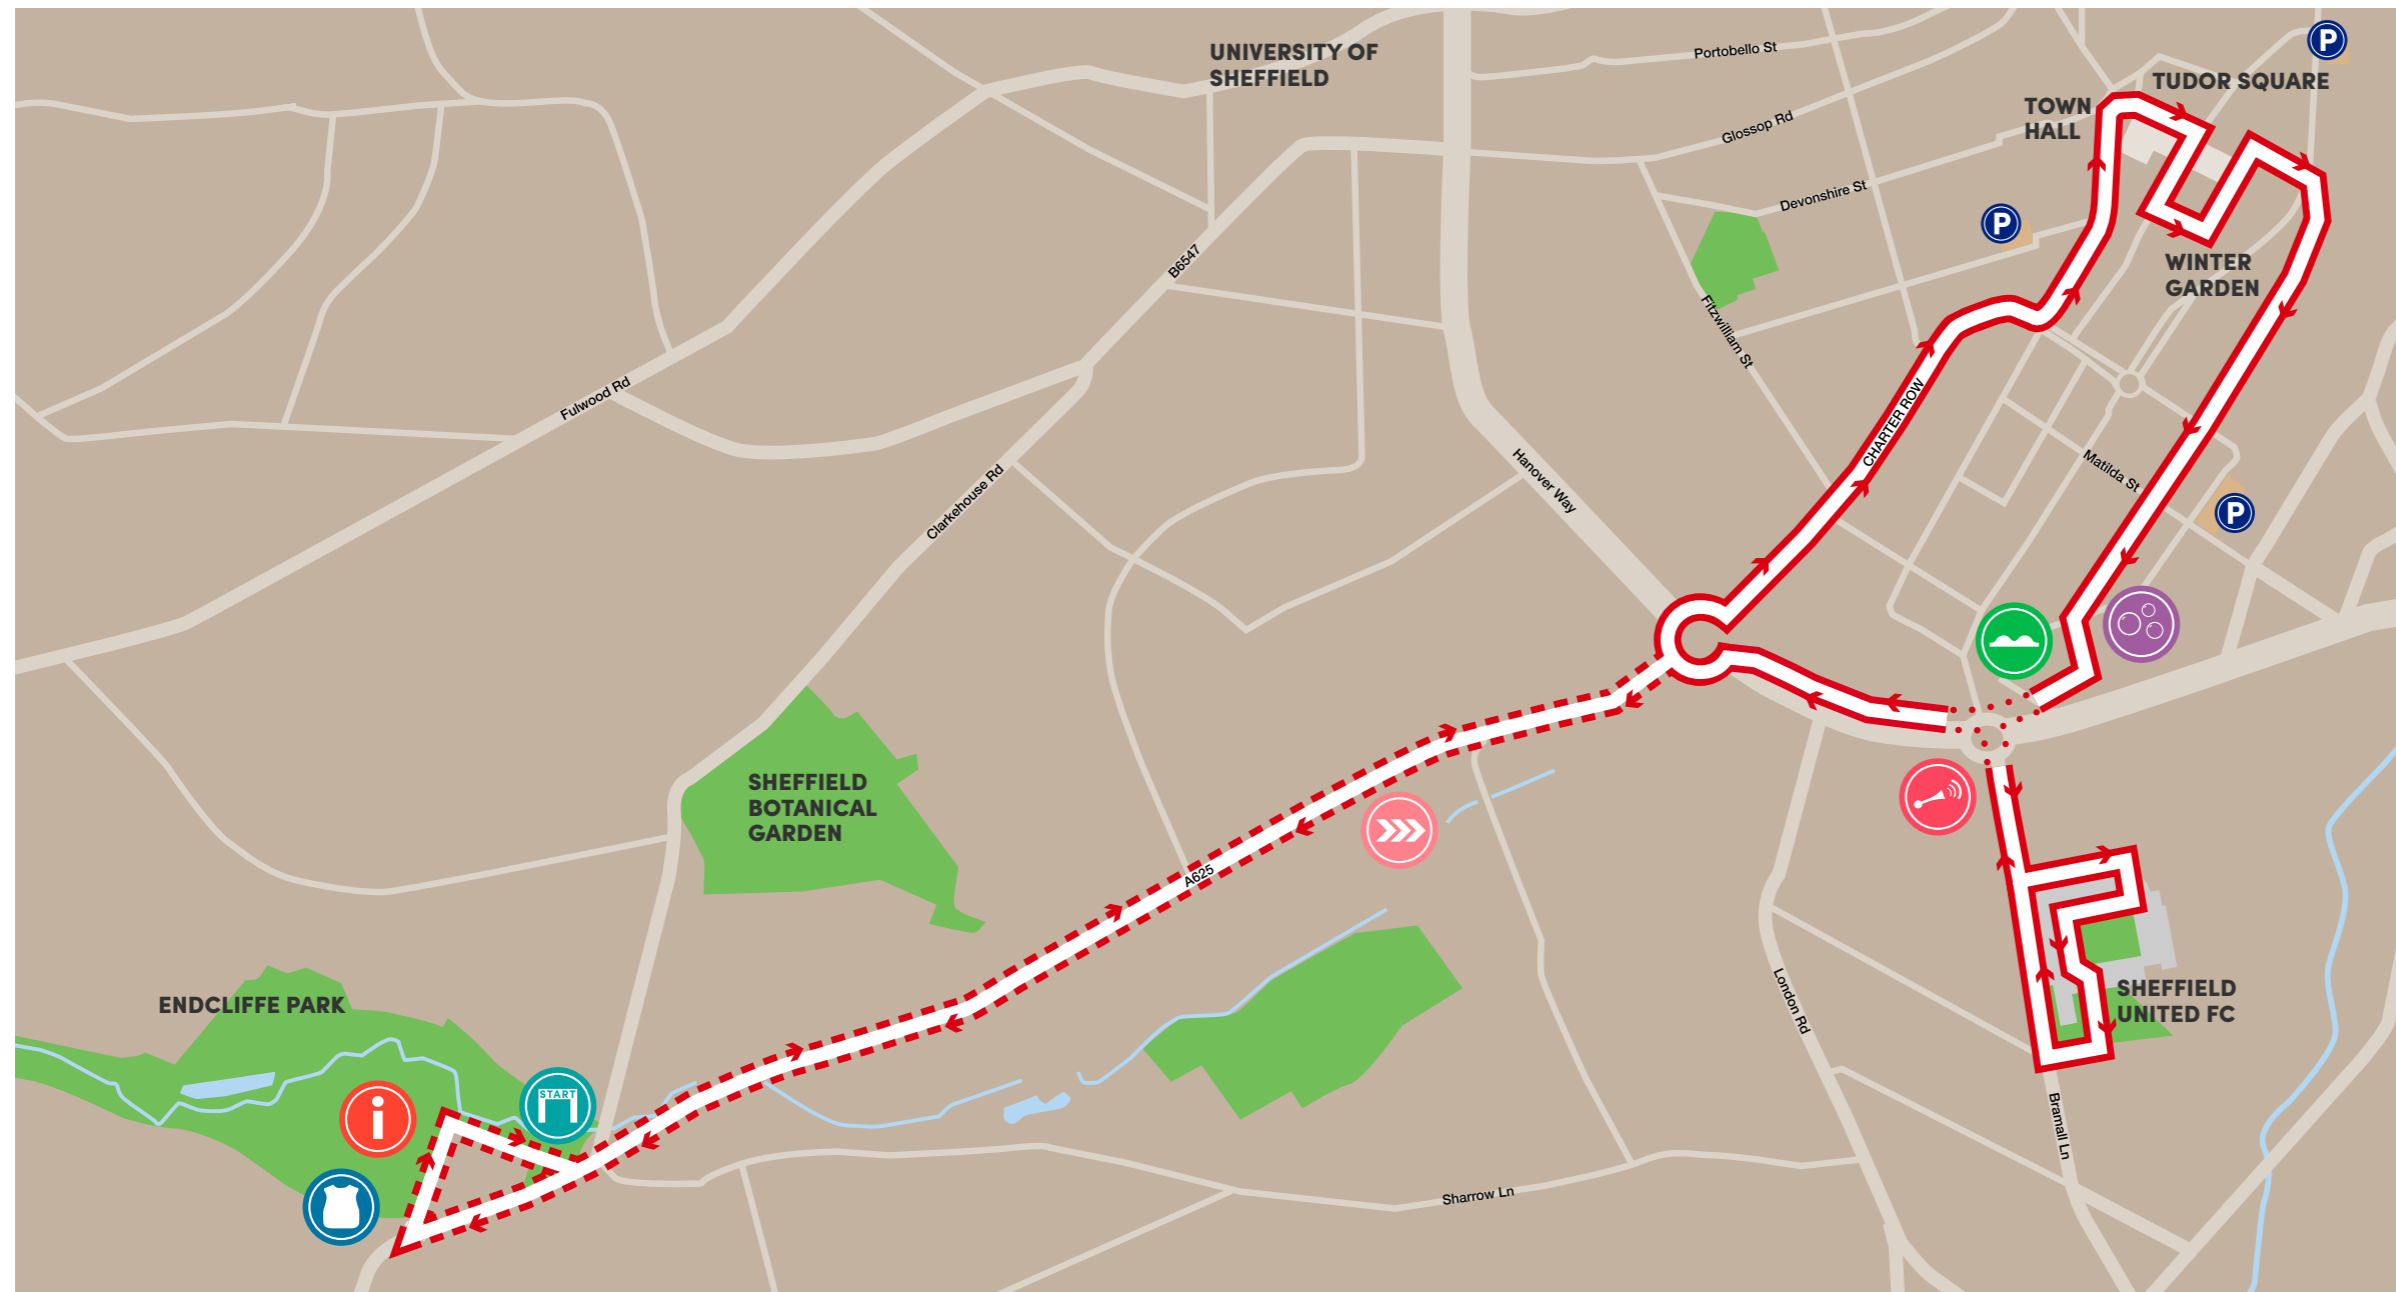 UNIVERSITY OF
SHEFFIELD
Portobello St
P
TUDOR SQUARE
TOWN
HALL
Glossop Rd
Devonshire St
P
WINTER
GARDEN
B6547
Fitzwilliam St
Fulwood Rd
CHARTER ROW
Clarkehouse Rd
Hanover Way
Matilda St
P
SHEFFIELD
BOTANICAL
GARDEN
A625
ENDCLIFFE PARK
London Rd
SHEFFIELD
UNITED FC
i
START
Bramall Ln
Sharrow Ln